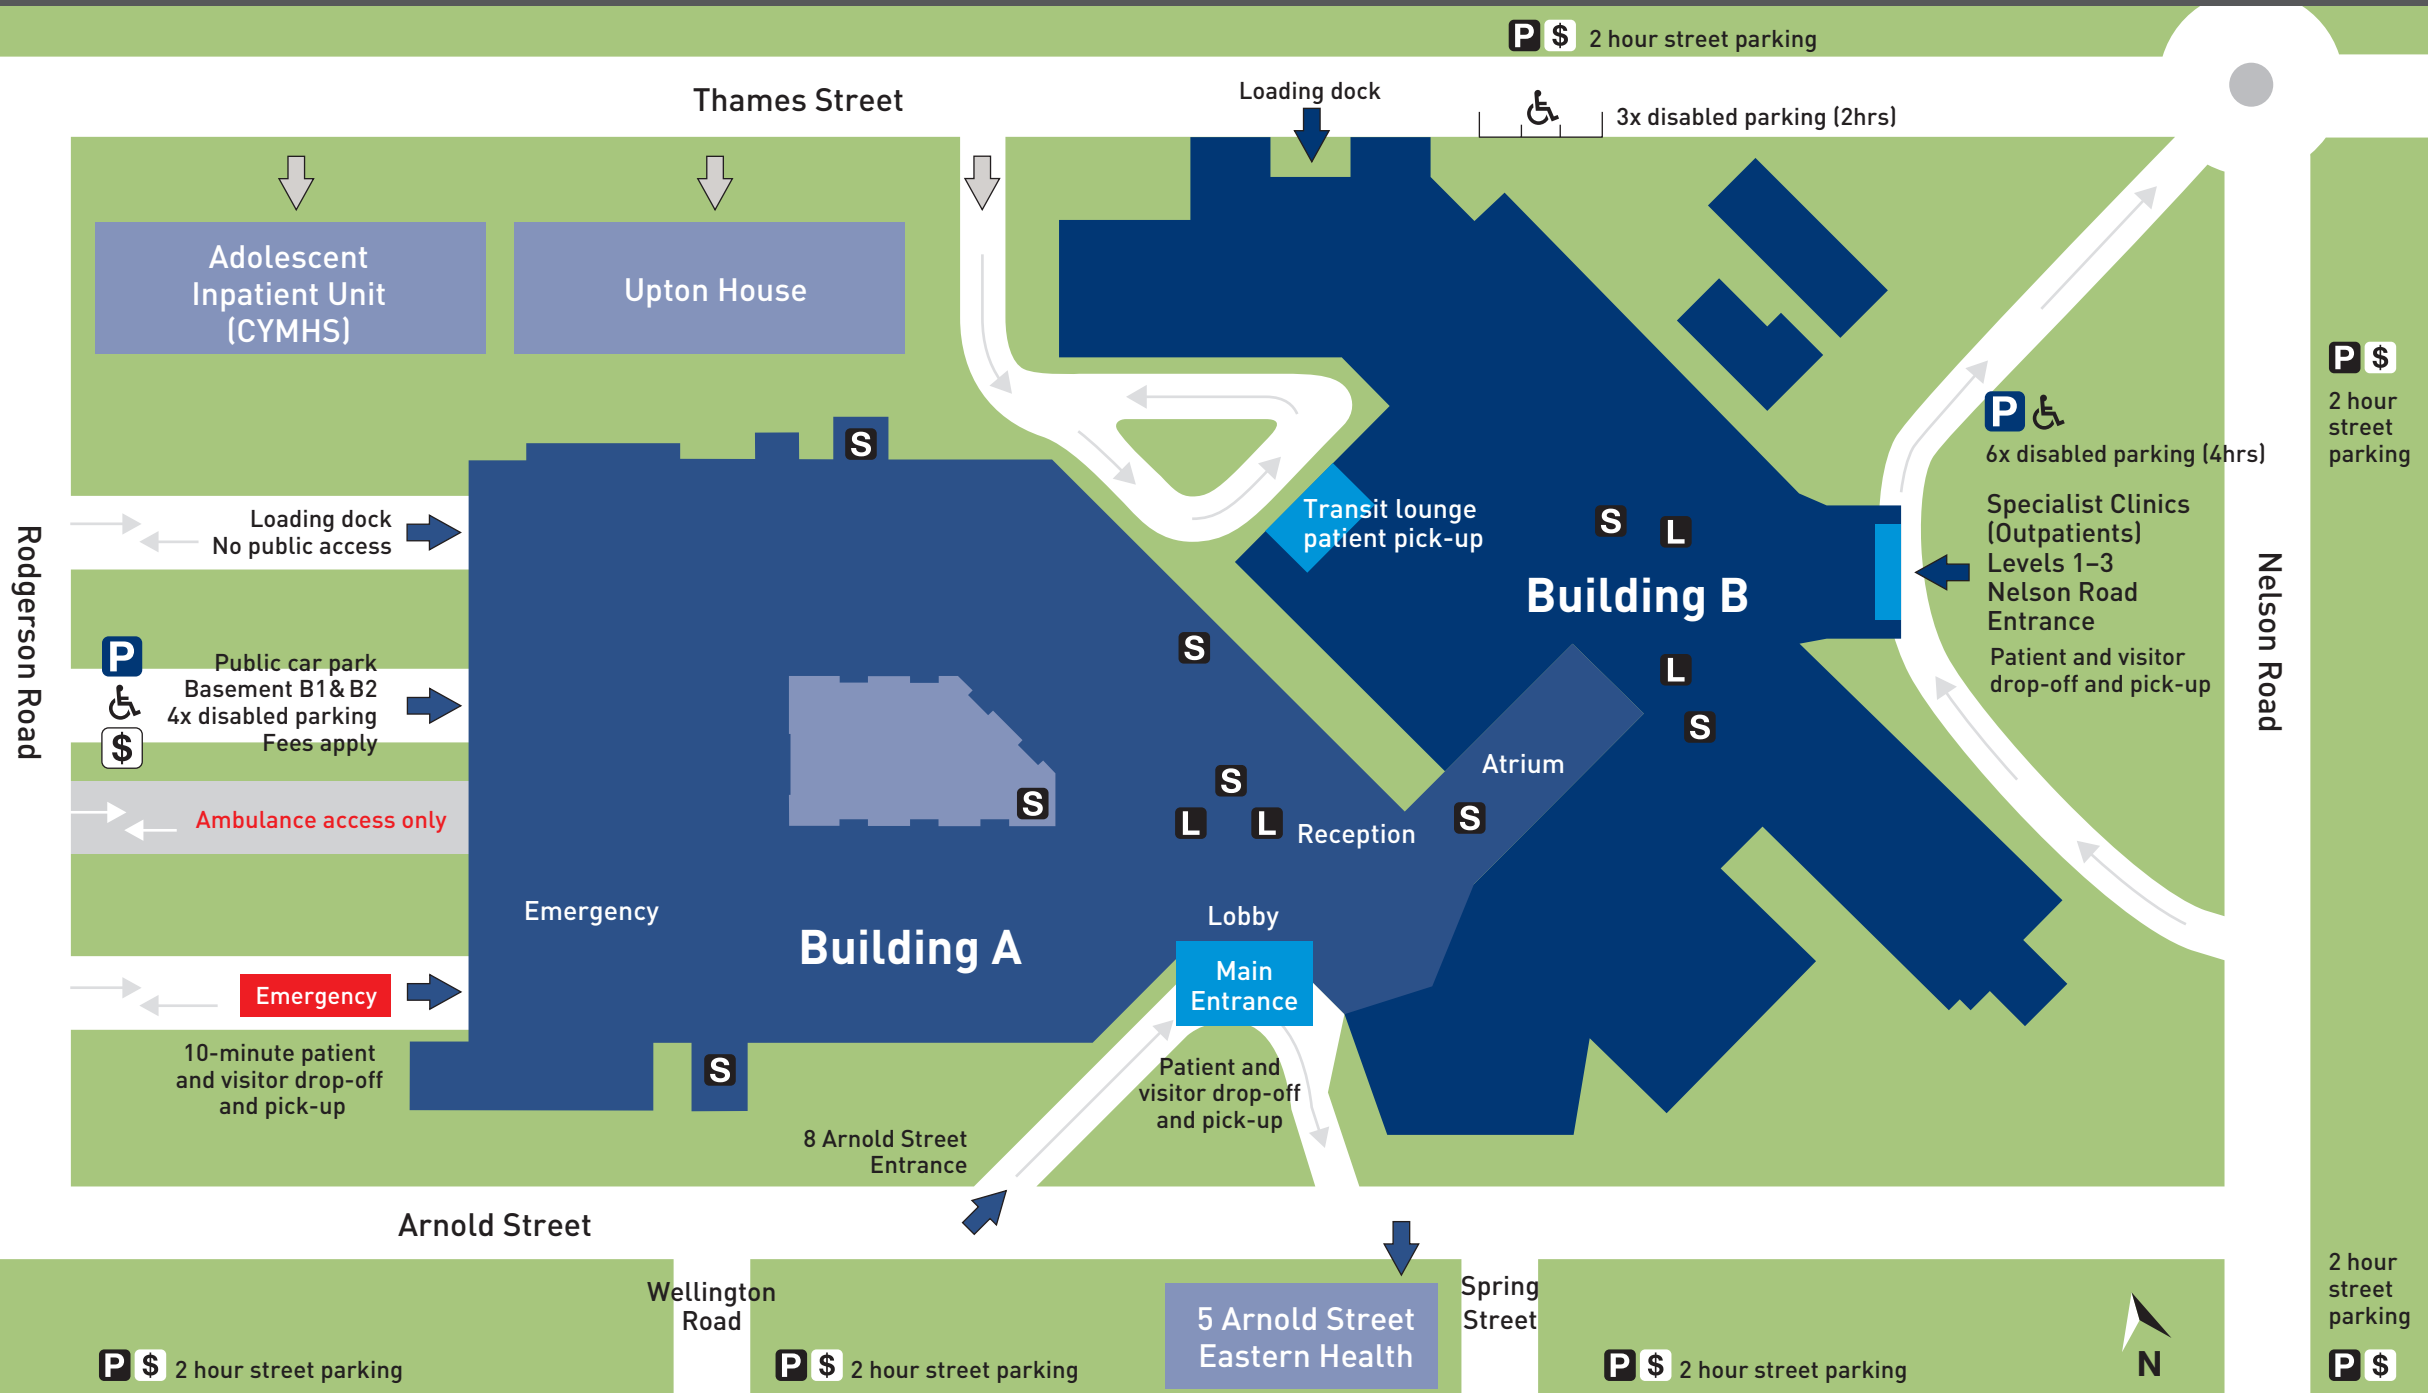 P $ 2 hour street parking
Thames Street
Loading dock
3x disabled parking (2hrs)
Adolescent
Inpatient Unit
(CYMHS)
Upton House
P $
2 hour
street
parking
P
6x disabled parking (4hrs)
Specialist Clinics
(Outpatients)
Levels 1–3
Nelson Road
Entrance
Patient and visitor
drop-off and pick-up
Nelson Road
Rodgerson Road
Loading dock
No public access
P
$
Public car park
Basement B1 & B2
4x disabled parking
Fees apply
Ambulance access only
Emergency
10-minute patient
and visitor drop-off
and pick-up
S
Transit lounge
patient pick-up
S
L
Building B
S
L
S
Atrium
S
S
S
L
L
Reception
S
Emergency
Building A
Lobby
Main
Entrance
S
Patient and
visitor drop-off
and pick-up
8 Arnold Street
Entrance
Arnold Street
Wellington
Road
5 Arnold Street
Eastern Health
Spring
Street
P $ 2 hour street parking
P $ 2 hour street parking
P $ 2 hour street parking
N
2 hour
street
parking
P $